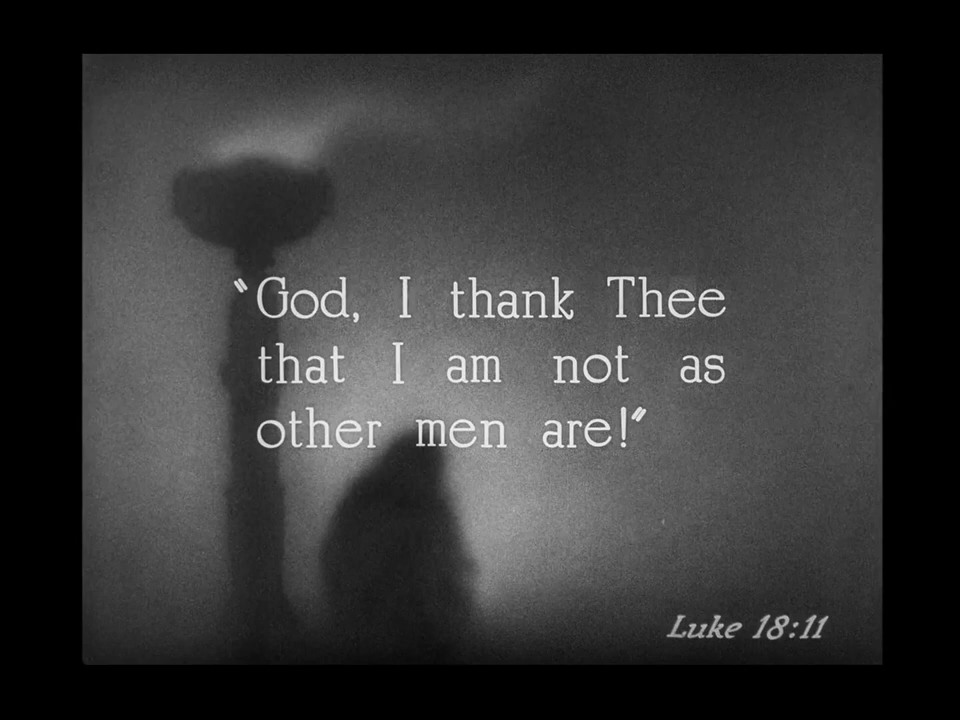 "God, I thank Thee
that I am not as
other men are!"
Luke 18:11